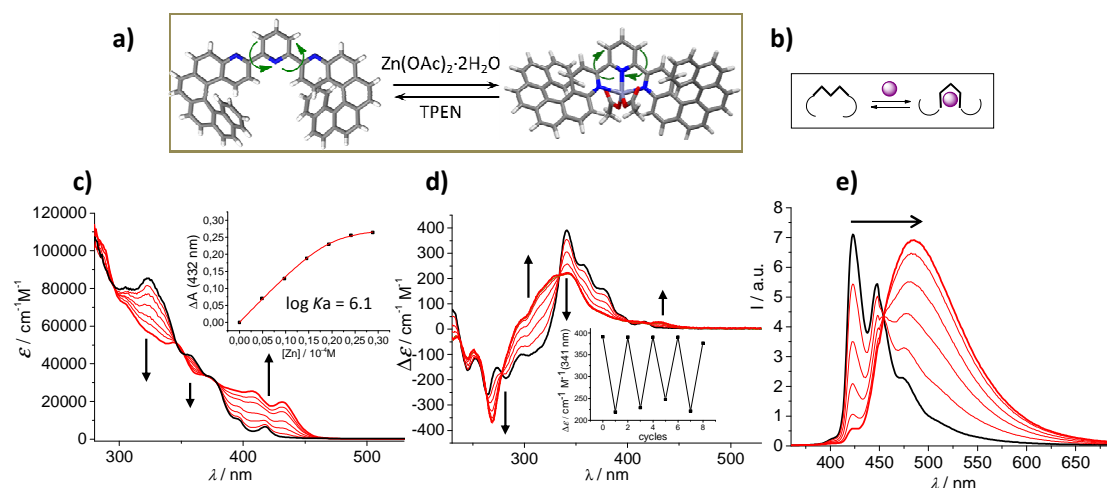 a)
Zn(OAc)₂·2H₂O
TPEN
b)
c)
120000
100000
80000
60000
40000
20000
0
ε / cm⁻¹M⁻¹
300
400
500
λ / nm
0,30
0,25
0,20
0,15
0,10
0,05
0,00
ΔA (432 nm)
log Ka = 6.1
0,00 0,05 0,10 0,15 0,20 0,25 0,30
[Zn] / 10⁻⁴M
d)
400
300
200
100
0
-100
-200
-300
-400
Δε / cm⁻¹ M⁻¹
300
400
500
λ / nm
400
350
300
250
200
Δε / cm⁻¹ M⁻¹ (341 nm)
0 2 4 6 8
cycles
e)
8
7
6
5
4
3
2
1
0
I / a.u.
400 450 500 550 600 650
λ / nm